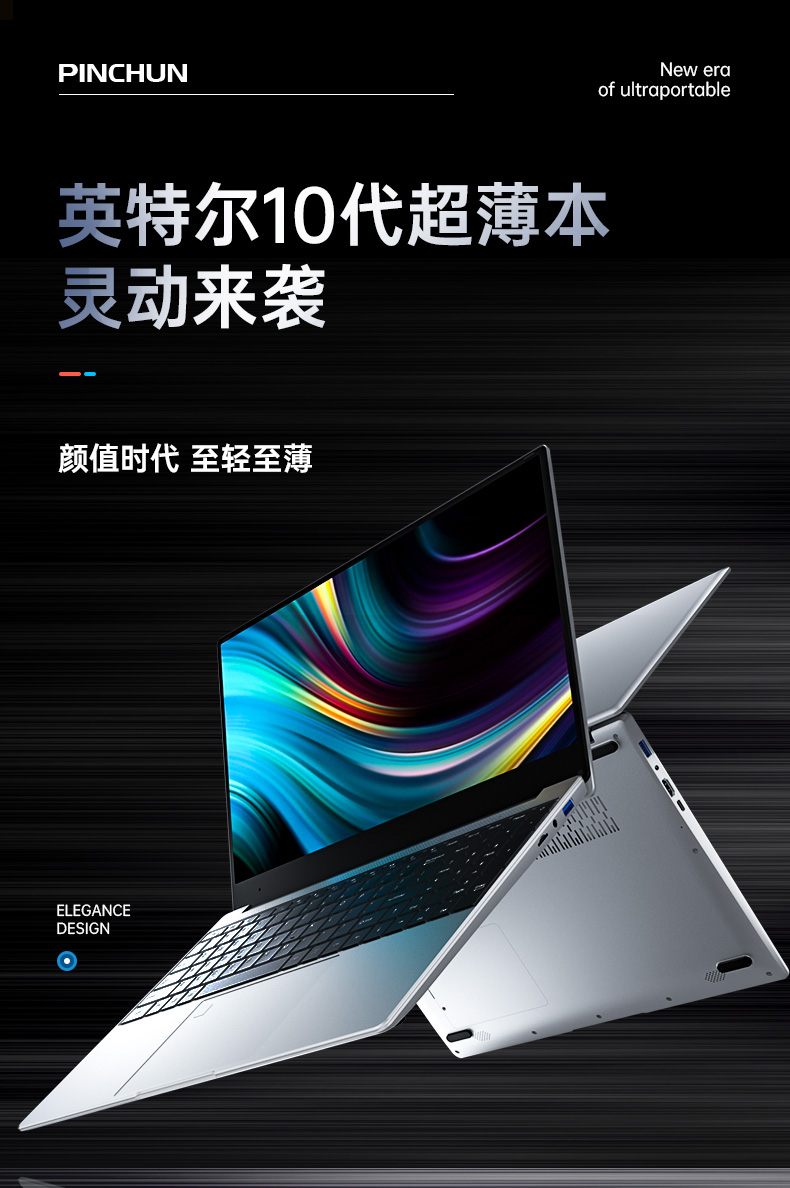 PINCHUN
New era
of ultraportable
英特尔10代超薄本
灵动来袭
颜值时代 至轻至薄
ELEGANCE
DESIGN